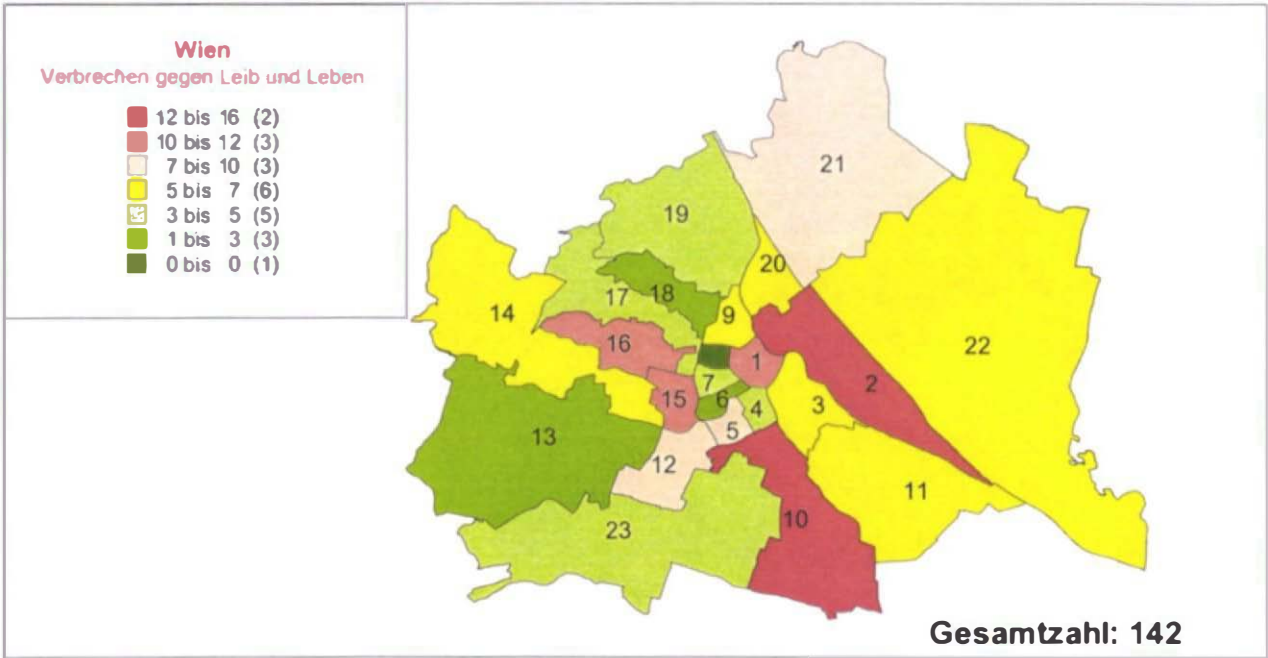 Wien
Verbrechen gegen Leib und Leben
12 bis 16 (2)
10 bis 12 (3)
7 bis 10 (3)
5 bis 7 (6)
3 bis 5 (5)
1 bis 3 (3)
0 bis 0 (1)
21
19
20
22
14
17
18
9
16
1
2
7
15
6
4
3
5
13
12
11
10
23
Gesamtzahl: 142